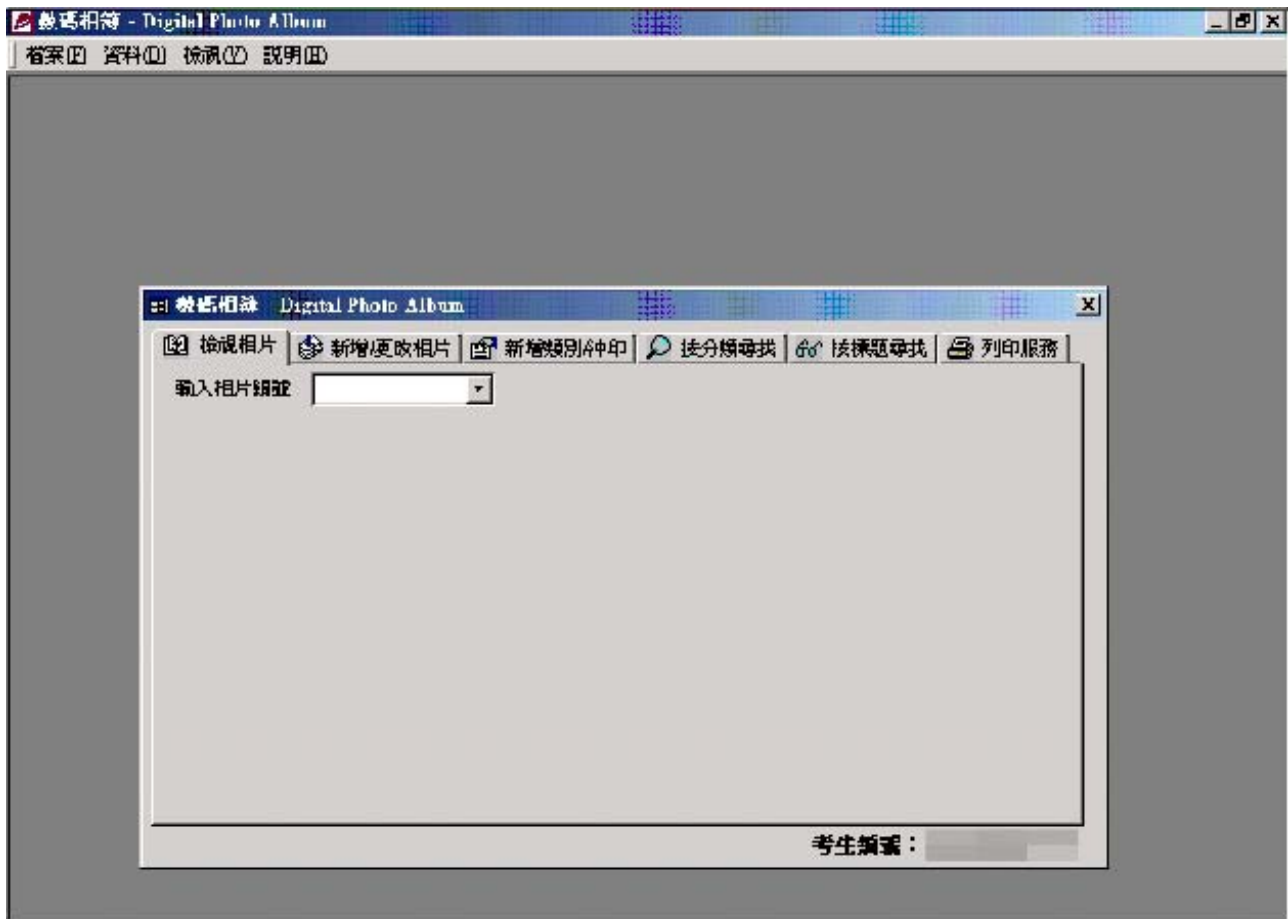 數碼相簿 - Digital Photo Album
檔案(F) 資料(D) 檢視(V) 説明(H)
數碼相簿 Digital Photo Album
檢視相片 新增/更改相片 新增類別/沖印 按分類尋找 按標題尋找 列印服務
輸入相片編號
考生編號：